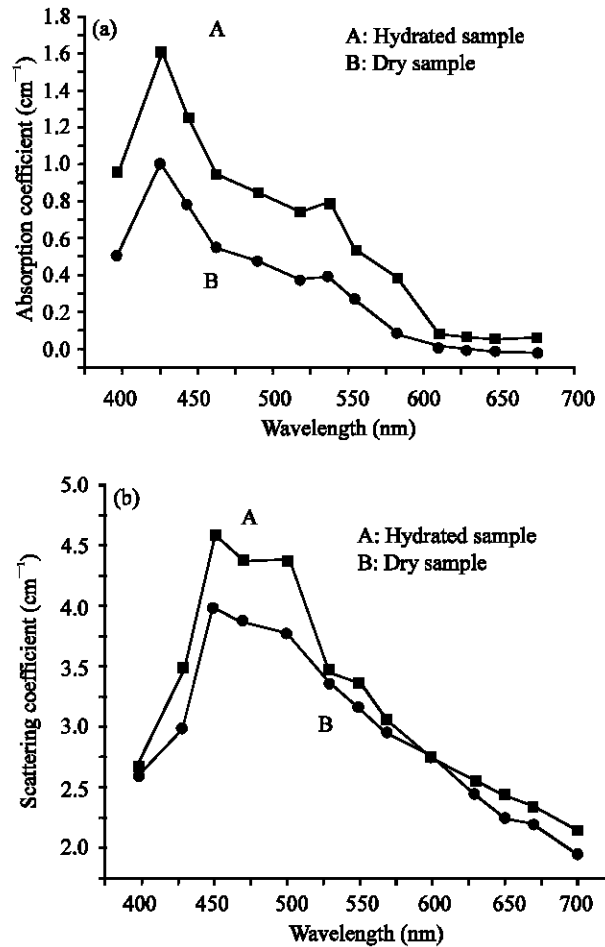 (a)
A
A: Hydrated sample
B: Dry sample
B
Absorption coefficient (cm⁻¹)
1.8
1.6
1.4
1.2
1.0
0.8
0.6
0.4
0.2
0.0
400 450 500 550 600 650 700
Wavelength (nm)
(b)
A
A: Hydrated sample
B: Dry sample
B
Scattering coefficient (cm⁻¹)
5.0
4.5
4.0
3.5
3.0
2.5
2.0
400 450 500 550 600 650 700
Wavelength (nm)